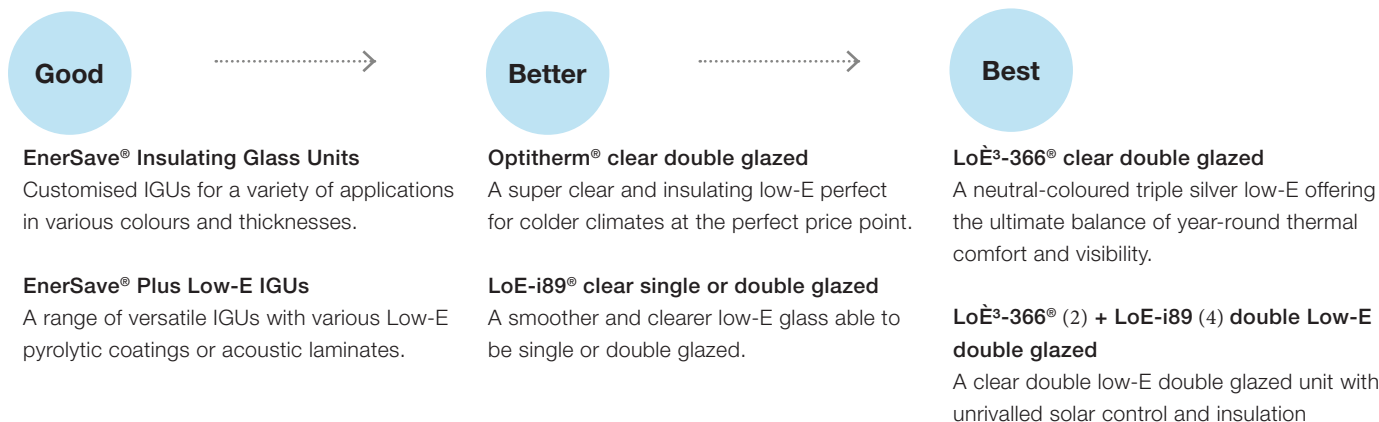 Good
EnerSave® Insulating Glass Units
Customised IGUs for a variety of applications
in various colours and thicknesses.
EnerSave® Plus Low-E IGUs
A range of versatile IGUs with various Low-E
pyrolytic coatings or acoustic laminates.
Better
Optitherm® clear double glazed
A super clear and insulating low-E perfect
for colder climates at the perfect price point.
LoE-i89® clear single or double glazed
A smoother and clearer low-E glass able to
be single or double glazed.
Best
LoÈ³-366® clear double glazed
A neutral-coloured triple silver low-E offering
the ultimate balance of year-round thermal
comfort and visibility.
LoÈ³-366® (2) + LoE-i89 (4) double Low-E
double glazed
A clear double low-E double glazed unit with
unrivalled solar control and insulation